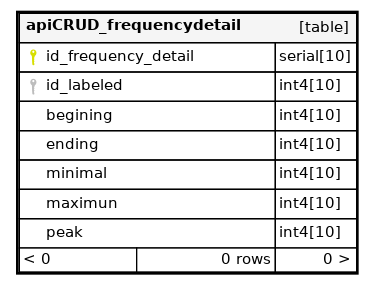 apiCRUD_frequencydetail [table]
id_frequency_detail serial[10]
id_labeled int4[10]
begining int4[10]
ending int4[10]
minimal int4[10]
maximun int4[10]
peak int4[10]
< 0 0 rows 0 >